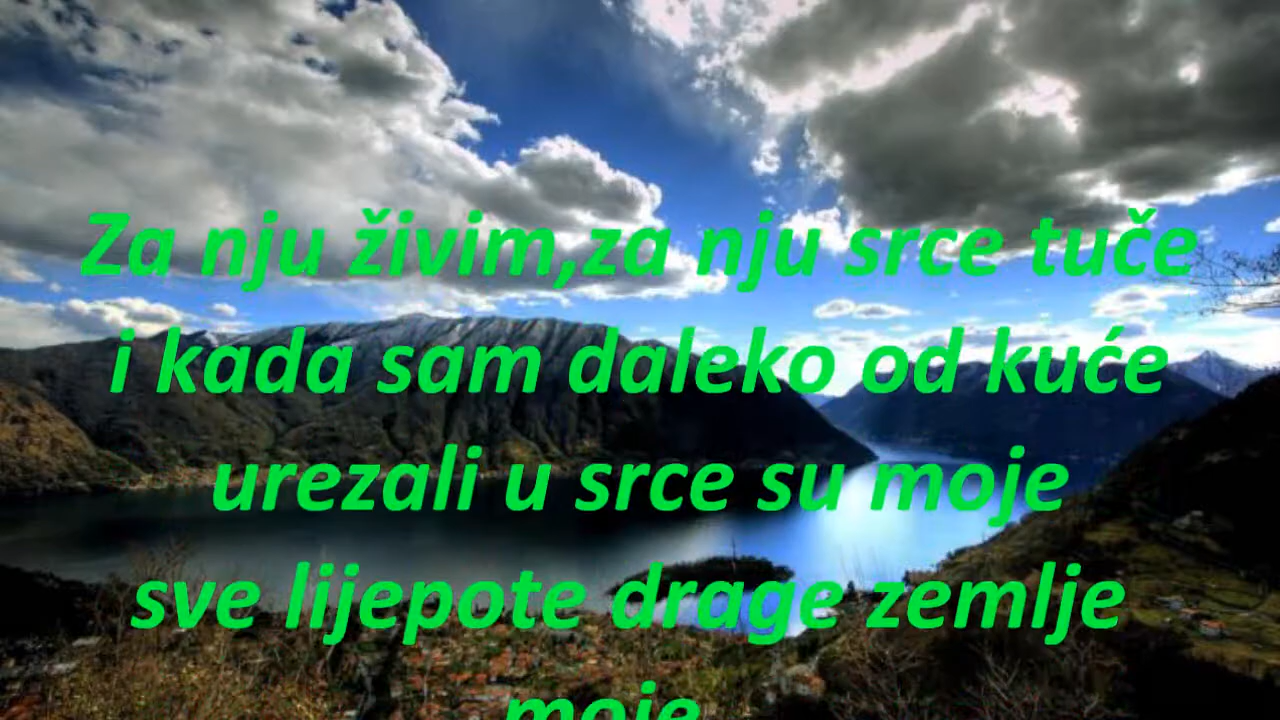 Za nju živim,za nju srce tuče
i kada sam daleko od kuće
urezali u srce su moje
sve lijepote drage zemlje
moje